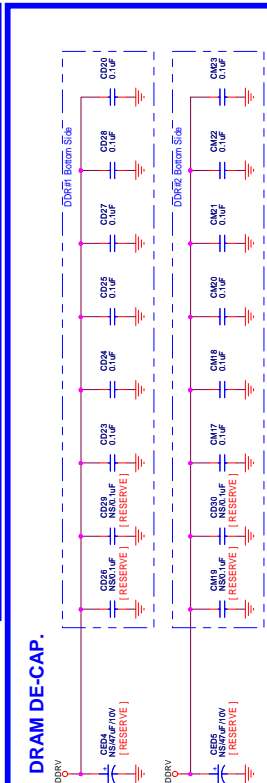 DRAM DE-CAP.
DDRV
CED4
NS/47uF/10V
[ RESERVE ]
DDR#1 Bottom Side
CD26
NS/0.1uF
[ RESERVE ]
CD29
NS/0.1uF
[ RESERVE ]
CD23
0.1uF
CD24
0.1uF
CD25
0.1uF
CD27
0.1uF
CD28
0.1uF
CD20
0.1uF
DDRV
CED5
NS/47uF/10V
[ RESERVE ]
DDR#2 Bottom Side
CM19
NS/0.1uF
[ RESERVE ]
CD30
NS/0.1uF
[ RESERVE ]
CM17
0.1uF
CM18
0.1uF
CM20
0.1uF
CM21
0.1uF
CM22
0.1uF
CM23
0.1uF